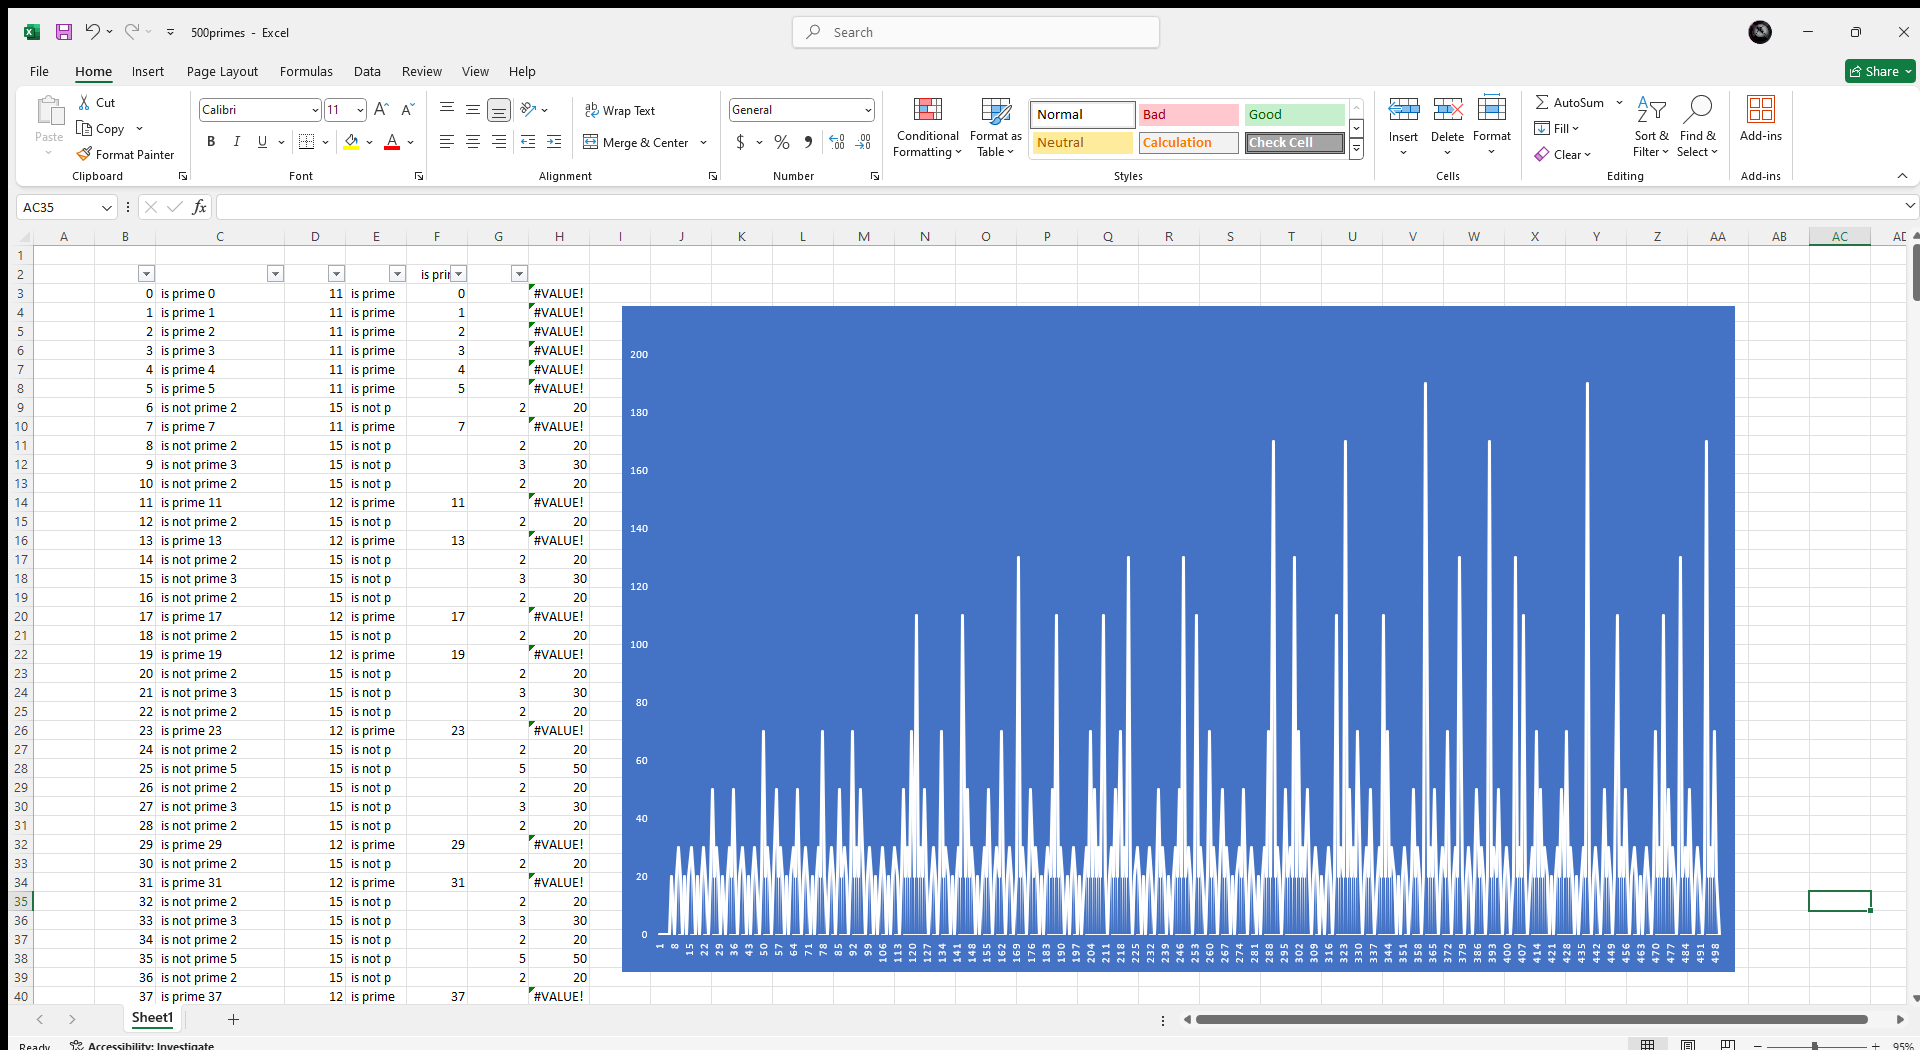 500primes - Excel
Search
File Home Insert Page Layout Formulas Data Review View Help
Share
Paste
Cut
Copy
Format Painter
Clipboard
Calibri 11
B I U
Font
Wrap Text
Merge & Center
Alignment
General
$ %
Number
Conditional Formatting
Format as Table
Normal Bad Good
Neutral Calculation Check Cell
Styles
Insert Delete Format
Cells
AutoSum
Fill
Clear
Sort & Filter
Find & Select
Editing
Add-ins
Add-ins
AC35
fx
A B C D E F G H I J K L M N O P Q R S T U V W X Y Z AA AB AC AD
1
2 is prin
3 0 is prime 0 11 is prime 0 #VALUE!
4 1 is prime 1 11 is prime 1 #VALUE!
5 2 is prime 2 11 is prime 2 #VALUE!
6 3 is prime 3 11 is prime 3 #VALUE!
7 4 is prime 4 11 is prime 4 #VALUE!
8 5 is prime 5 11 is prime 5 #VALUE!
9 6 is not prime 2 15 is not p 2 20
10 7 is prime 7 11 is prime 7 #VALUE!
11 8 is not prime 2 15 is not p 2 20
12 9 is not prime 3 15 is not p 3 30
13 10 is not prime 2 15 is not p 2 20
14 11 is prime 11 12 is prime 11 #VALUE!
15 12 is not prime 2 15 is not p 2 20
16 13 is prime 13 12 is prime 13 #VALUE!
17 14 is not prime 2 15 is not p 2 20
18 15 is not prime 3 15 is not p 3 30
19 16 is not prime 2 15 is not p 2 20
20 17 is prime 17 12 is prime 17 #VALUE!
21 18 is not prime 2 15 is not p 2 20
22 19 is prime 19 12 is prime 19 #VALUE!
23 20 is not prime 2 15 is not p 2 20
24 21 is not prime 3 15 is not p 3 30
25 22 is not prime 2 15 is not p 2 20
26 23 is prime 23 12 is prime 23 #VALUE!
27 24 is not prime 2 15 is not p 2 20
28 25 is not prime 5 15 is not p 5 50
29 26 is not prime 2 15 is not p 2 20
30 27 is not prime 3 15 is not p 3 30
31 28 is not prime 2 15 is not p 2 20
32 29 is prime 29 12 is prime 29 #VALUE!
33 30 is not prime 2 15 is not p 2 20
34 31 is prime 31 12 is prime 31 #VALUE!
35 32 is not prime 2 15 is not p 2 20
36 33 is not prime 3 15 is not p 3 30
37 34 is not prime 2 15 is not p 2 20
38 35 is not prime 5 15 is not p 5 50
39 36 is not prime 2 15 is not p 2 20
40 37 is prime 37 12 is prime 37 #VALUE!
200
180
160
140
120
100
80
60
40
20
0
1 8 15 22 29 36 43 50 57 64 71 78 85 92 99 106 113 120 127 134 141 148 155 162 169 176 183 190 197 204 211 218 225 232 239 246 253 260 267 274 281 288 295 302 309 316 323 330 337 344 351 358 365 372 379 386 393 400 407 414 421 428 435 442 449 456 463 470 477 484 491 498
Sheet1
Ready Accessibility: Investigate
95%